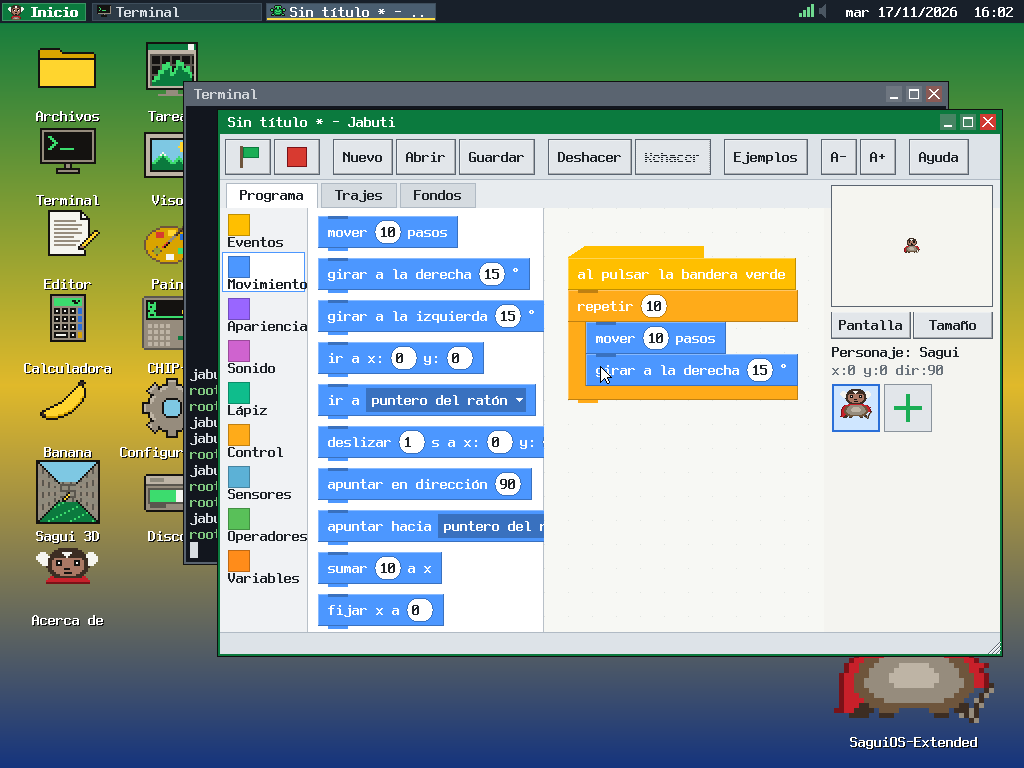 Inicio
Terminal
Sin título * - ..
mar 17/11/2026 16:02
Archivos
Terminal
Editor
Calculadora
Banana
Sagui 3D
Acerca de
Terminal
Sin título * - Jabuti
Nuevo
Abrir
Guardar
Deshacer
Rehacer
Ejemplos
A-
A+
Ayuda
Programa
Trajes
Fondos
Eventos
Movimiento
Apariencia
Sonido
Lápiz
Control
Sensores
Operadores
Variables
mover 10 pasos
girar a la derecha 15 °
girar a la izquierda 15 °
ir a x: 0 y: 0
ir a puntero del ratón
deslizar 1 s a x: 0 y:
apuntar en dirección 90
apuntar hacia puntero del
sumar 10 a x
fijar x a 0
al pulsar la bandera verde
repetir 10
mover 10 pasos
girar a la derecha 15 °
Pantalla
Tamaño
Personaje: Sagui
x:0 y:0 dir:90
SaguiOS-Extended